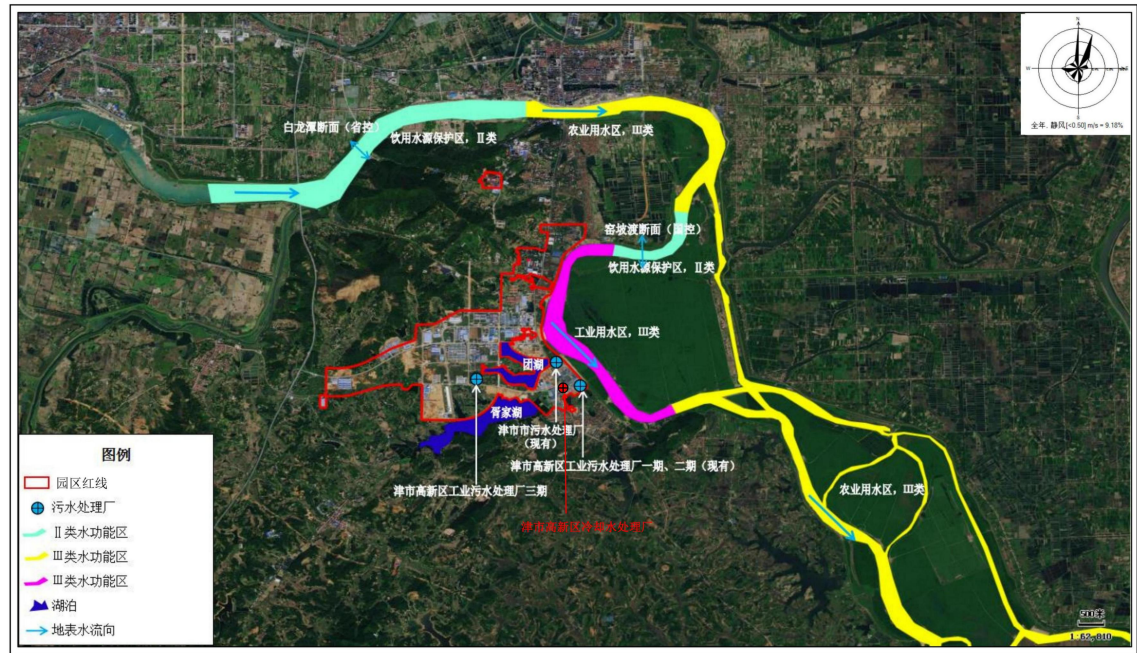 N
W
E
S
全年，静风[<0.50] m/s = 9.18%
白龙潭断面（省控）
饮用水源保护区，Ⅱ类
农业用水区，Ⅲ类
窑坡渡断面（国控）
饮用水源保护区，Ⅱ类
工业用水区，Ⅲ类
团湖
胥家湖
津市市污水处理厂
（现有）
津市高新区工业污水处理厂一期、二期（现有）
津市高新区工业污水处理厂三期
农业用水区，Ⅲ类
图例
园区红线
污水处理厂
Ⅱ类水功能区
Ⅲ类水功能区
Ⅲ类水功能区
湖泊
地表水流向
500米
1:62,810